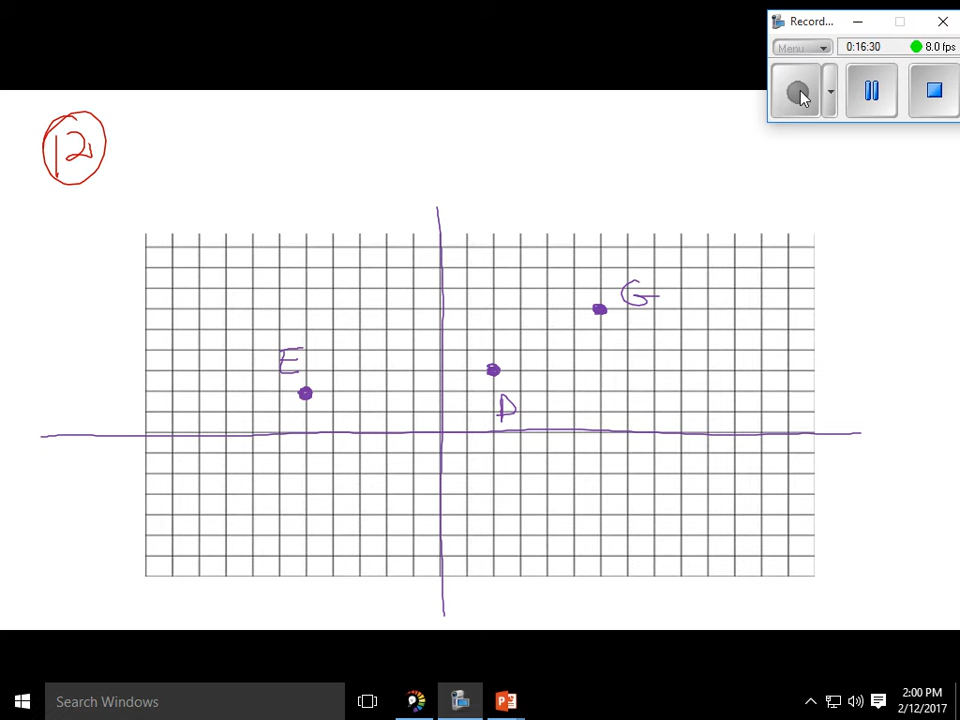 Record...
Menu
0:16:30
8.0 fps
12
G
E
D
Search Windows
2:00 PM
2/12/2017